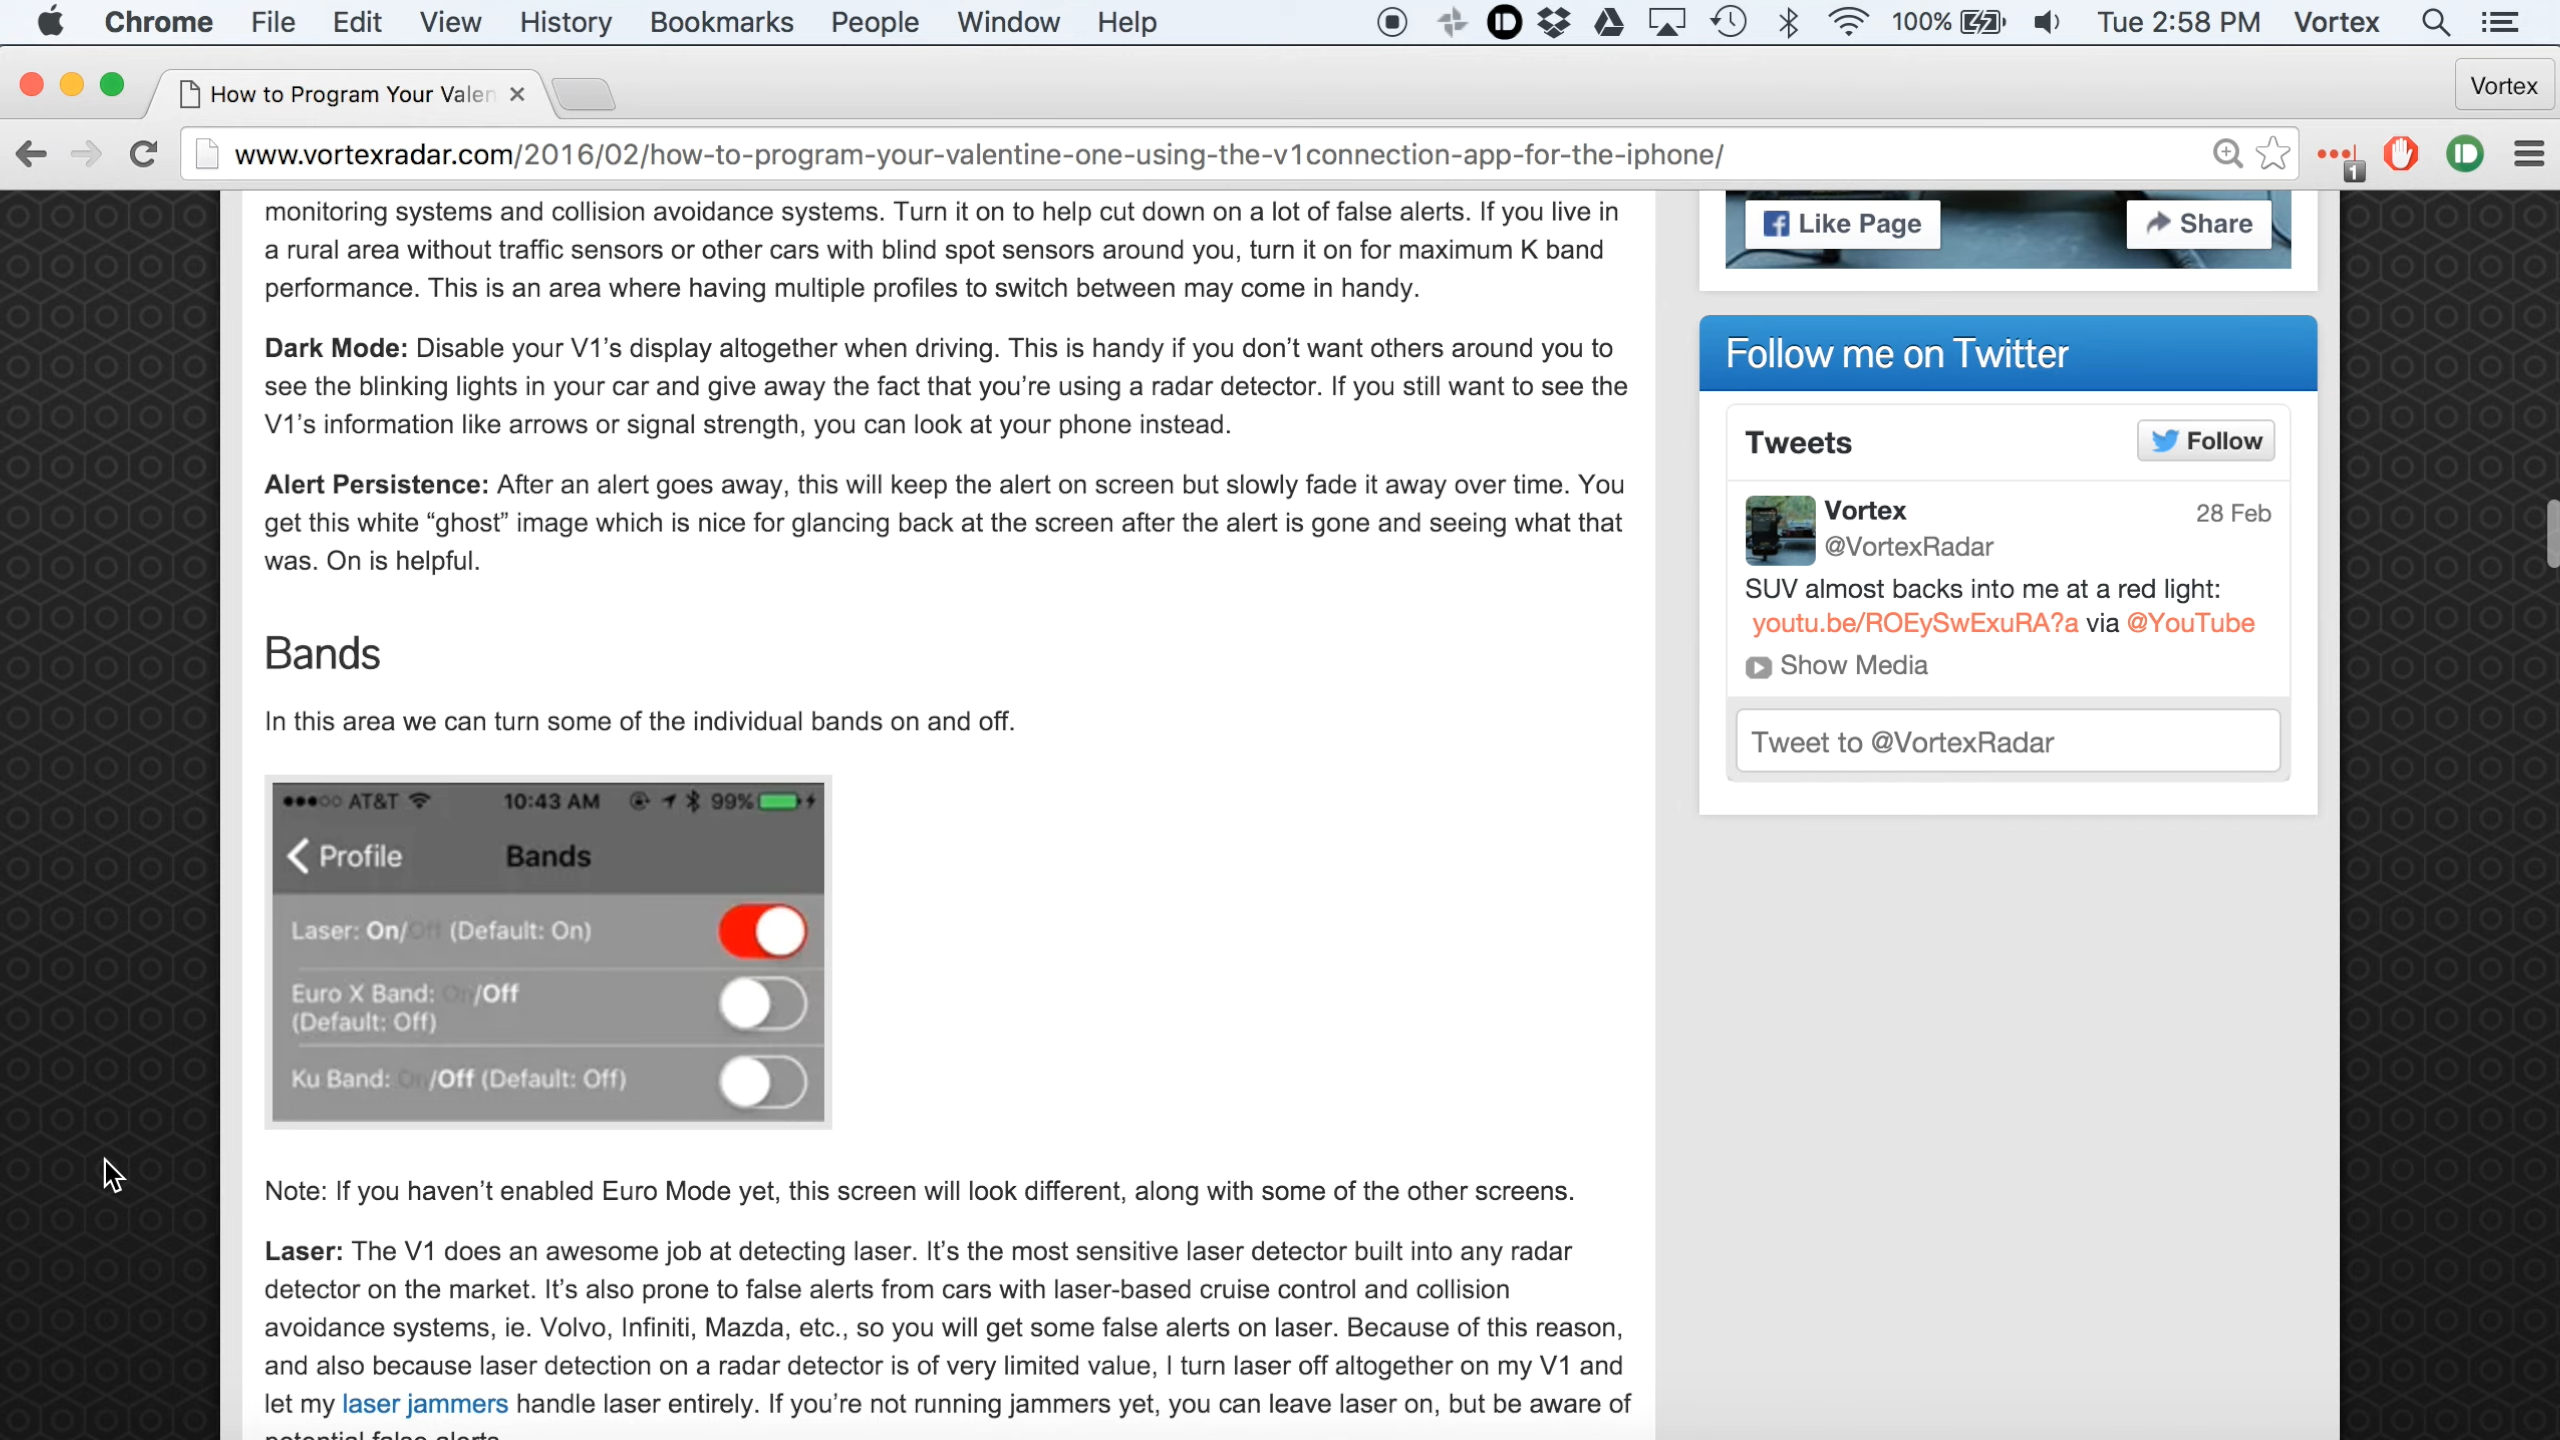 Chrome File Edit View History Bookmarks People Window Help 100% Tue 2:58 PM Vortex
How to Program Your Valen
Vortex
www.vortexradar.com/2016/02/how-to-program-your-valentine-one-using-the-v1connection-app-for-the-iphone/
1
monitoring systems and collision avoidance systems. Turn it on to help cut down on a lot of false alerts. If you live in
a rural area without traffic sensors or other cars with blind spot sensors around you, turn it on for maximum K band
performance. This is an area where having multiple profiles to switch between may come in handy.
Dark Mode: Disable your V1’s display altogether when driving. This is handy if you don’t want others around you to
see the blinking lights in your car and give away the fact that you’re using a radar detector. If you still want to see the
V1’s information like arrows or signal strength, you can look at your phone instead.
Alert Persistence: After an alert goes away, this will keep the alert on screen but slowly fade it away over time. You
get this white “ghost” image which is nice for glancing back at the screen after the alert is gone and seeing what that
was. On is helpful.
Bands
In this area we can turn some of the individual bands on and off.
AT&T 10:43 AM 99%
Profile Bands
Laser: On/Off (Default: On)
Euro X Band: On/Off
(Default: Off)
Ku Band: On/Off (Default: Off)
Note: If you haven’t enabled Euro Mode yet, this screen will look different, along with some of the other screens.
Laser: The V1 does an awesome job at detecting laser. It’s the most sensitive laser detector built into any radar
detector on the market. It’s also prone to false alerts from cars with laser-based cruise control and collision
avoidance systems, ie. Volvo, Infiniti, Mazda, etc., so you will get some false alerts on laser. Because of this reason,
and also because laser detection on a radar detector is of very limited value, I turn laser off altogether on my V1 and
let my laser jammers handle laser entirely. If you’re not running jammers yet, you can leave laser on, but be aware of
potential false alerts
Like Page Share
Follow me on Twitter
Tweets Follow
Vortex 28 Feb
@VortexRadar
SUV almost backs into me at a red light:
youtu.be/ROEySwExuRA?a via @YouTube
Show Media
Tweet to @VortexRadar